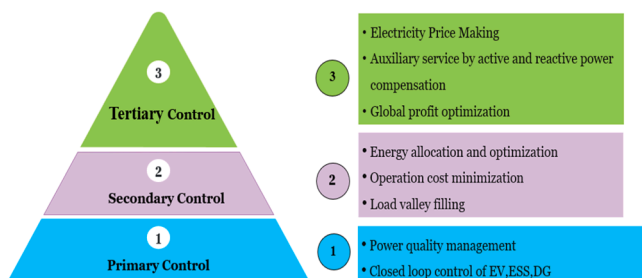 3
Tertiary Control
2
Secondary Control
1
Primary Control
3
• Electricity Price Making
• Auxiliary service by active and reactive power
compensation
• Global profit optimization
2
• Energy allocation and optimization
• Operation cost minimization
• Load valley filling
1
• Power quality management
• Closed loop control of EV,ESS,DG